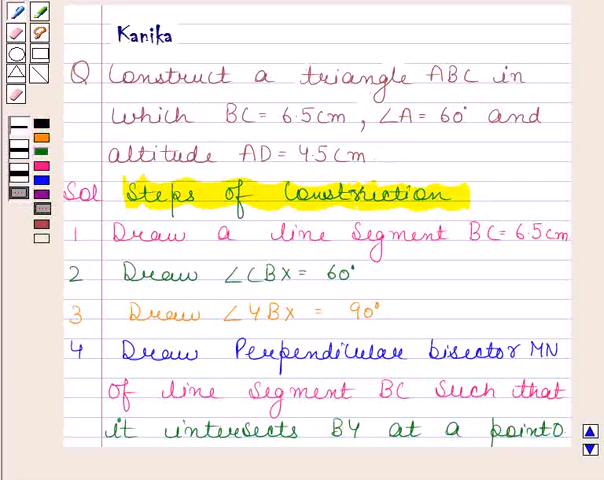 Kanika
Q Construct a triangle ABC in
which BC = 6.5cm, ∠A = 60° and
altitude AD = 4.5cm
Sol Steps of Construction
1 Draw a line segment BC = 6.5cm
2 Draw ∠CBX = 60°
3 Draw ∠YBX = 90°
4 Draw Perpendicular bisector MN
of line segment BC such that
it intersects BY at a point O